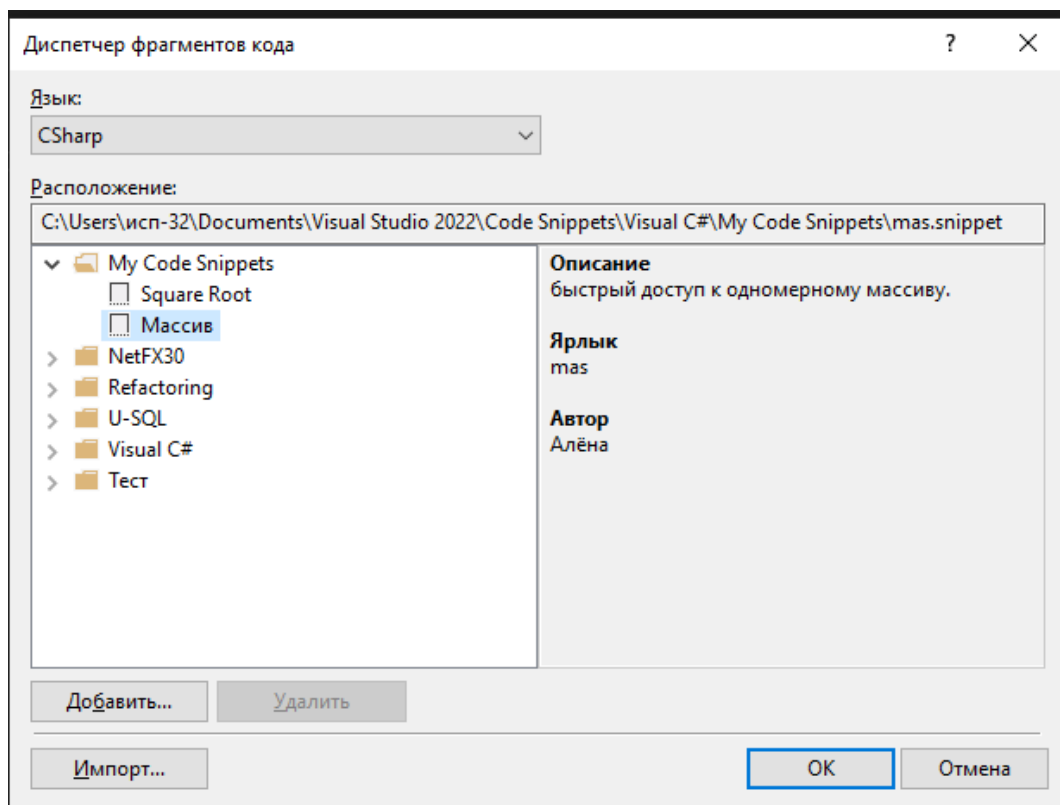 Диспетчер фрагментов кода
?
Язык:
CSharp
Расположение:
C:\Users\исп-32\Documents\Visual Studio 2022\Code Snippets\Visual C#\My Code Snippets\mas.snippet
My Code Snippets
Square Root
Массив
NetFX30
Refactoring
U-SQL
Visual C#
Тест
Описание
быстрый доступ к одномерному массиву.
Ярлык
mas
Автор
Алёна
Добавить...
Удалить
Импорт...
OK
Отмена